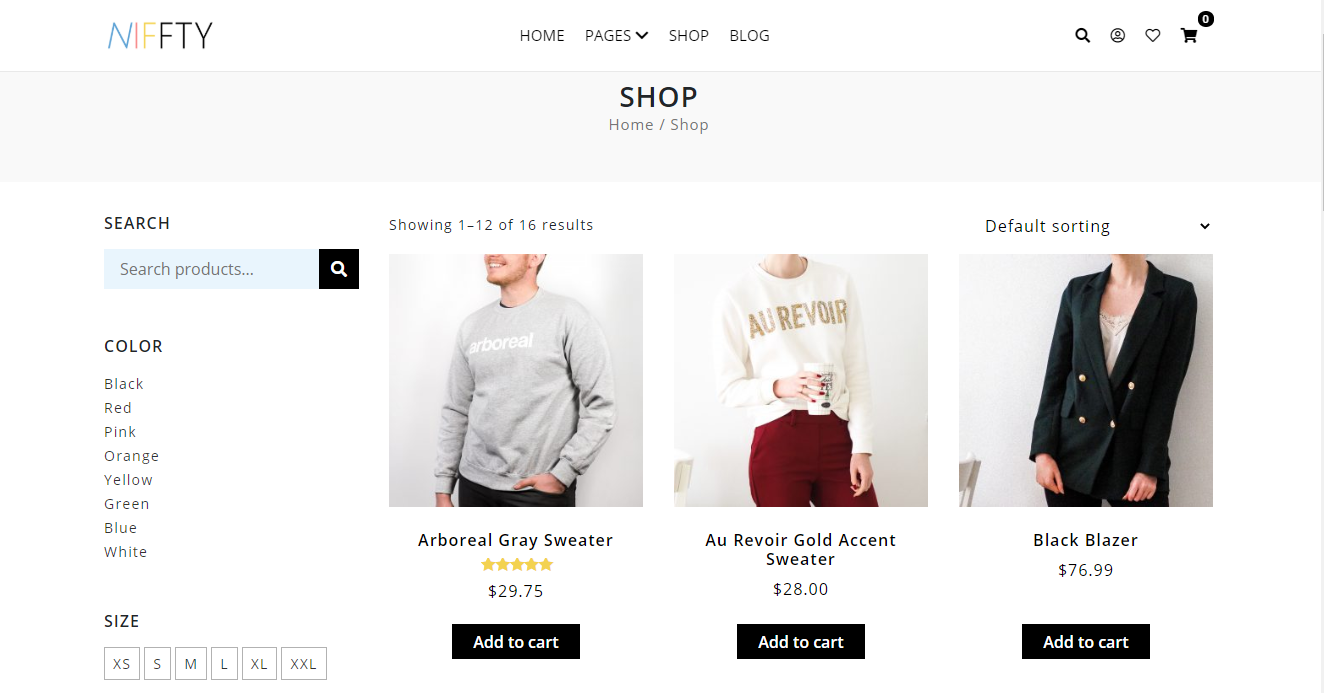 NIFFTY
HOME PAGES SHOP BLOG
0
SHOP
Home / Shop
SEARCH
Search products...
COLOR
Black
Red
Pink
Orange
Yellow
Green
Blue
White
SIZE
XS S M L XL XXL
Showing 1–12 of 16 results
Default sorting
arboreal
AU REVOIR
Arboreal Gray Sweater
$29.75
Add to cart
Au Revoir Gold Accent
Sweater
$28.00
Add to cart
Black Blazer
$76.99
Add to cart